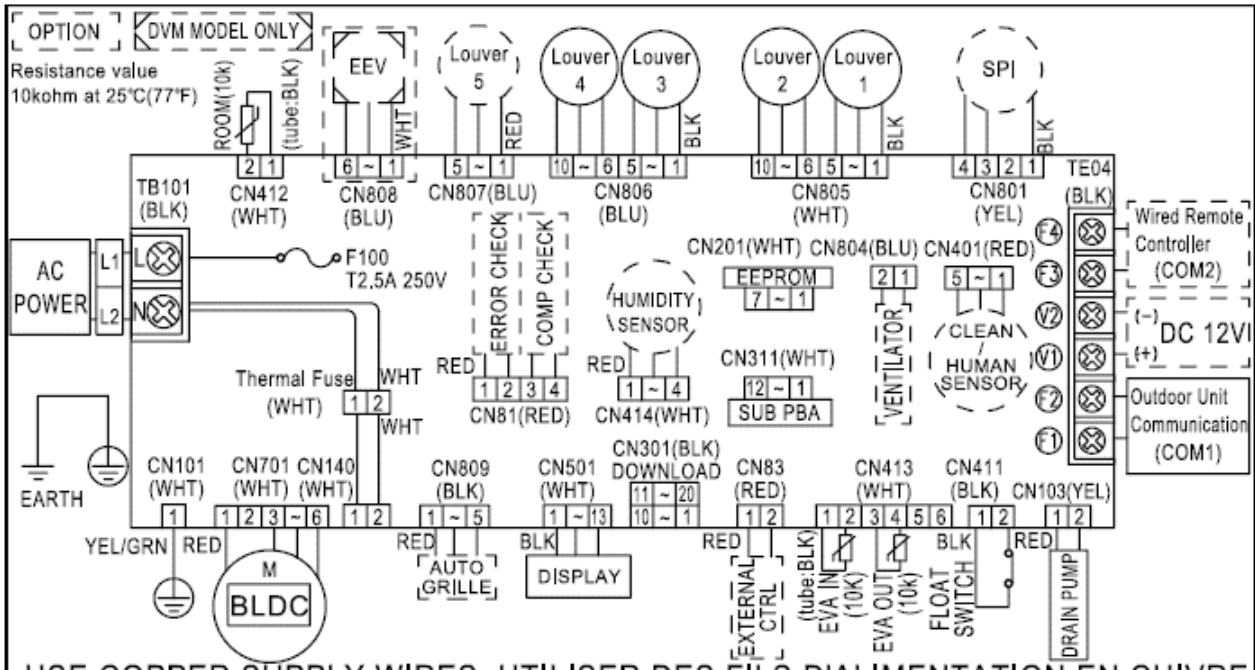 OPTION
DVM MODEL ONLY
Resistance value
10kohm at 25°C(77°F)
ROOM(10k)
(tube:BLK)
2 1
CN412
(WHT)
EEV
WHT
6 ~ 1
CN808
(BLU)
Louver
5
RED
5 ~ 1
CN807(BLU)
Louver
4
Louver
3
BLK
10 ~ 6 5 ~ 1
CN806
(BLU)
Louver
2
Louver
1
BLK
10 ~ 6 5 ~ 1
CN805
(WHT)
SPI
BLK
4 3 2 1
CN801
(YEL)
TE04
(BLK)
TB101
(BLK)
AC
POWER
L1
L2
L
N
F100
T2.5A 250V
ERROR CHECK
COMP CHECK
RED
1 2 3 4
CN81(RED)
HUMIDITY
SENSOR
RED
1 ~ 4
CN414(WHT)
CN201(WHT)
EEPROM
7 ~ 1
CN311(WHT)
12 ~ 1
SUB PBA
CN804(BLU)
2 1
VENTILATOR
CN401(RED)
5 ~ 1
CLEAN
/
HUMAN
SENSOR
F4
F3
V2
V1
F2
F1
Wired Remote
Controller
(COM2)
(−)
DC 12V
(+)
Outdoor Unit
Communication
(COM1)
Thermal Fuse
(WHT)
WHT
1 2
WHT
EARTH
CN101
(WHT)
1
YEL/GRN
CN701
(WHT)
1 2 3 ~ 6
RED
M
BLDC
CN140
(WHT)
1 2
CN809
(BLK)
1 ~ 5
RED
AUTO
GRILLE
CN501
(WHT)
1 ~ 13
BLK
DISPLAY
CN301(BLK)
DOWNLOAD
11 ~ 20
10 ~ 1
CN83
(RED)
1 2
RED
EXTERNAL
CTRL
CN413
(WHT)
1 2 3 4 5 6
(tube:BLK)
EVA IN
(10K)
EVA OUT
(10k)
CN411
(BLK)
1 2
BLK
FLOAT
SWITCH
CN103(YEL)
1 2
RED
DRAIN PUMP
USE COPPER SUPPLY WIRES. UTILISER DES FILS D'ALIMENTATION EN CUIVRE